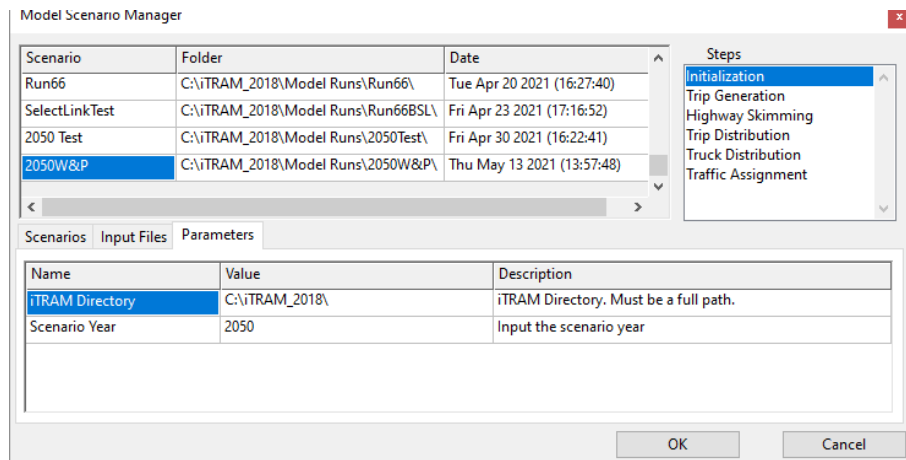 Model Scenario Manager
x
Scenario Folder Date
Run66 C:\iTRAM_2018\Model Runs\Run66\ Tue Apr 20 2021 (16:27:40)
SelectLinkTest C:\iTRAM_2018\Model Runs\Run66BSL\ Fri Apr 23 2021 (17:16:52)
2050 Test C:\iTRAM_2018\Model Runs\2050Test\ Fri Apr 30 2021 (16:22:41)
2050W&P C:\iTRAM_2018\Model Runs\2050W&P\ Thu May 13 2021 (13:57:48)
Steps
Initialization
Trip Generation
Highway Skimming
Trip Distribution
Truck Distribution
Traffic Assignment
Scenarios Input Files Parameters
Name Value Description
iTRAM Directory C:\iTRAM_2018\ iTRAM Directory. Must be a full path.
Scenario Year 2050 Input the scenario year
OK Cancel